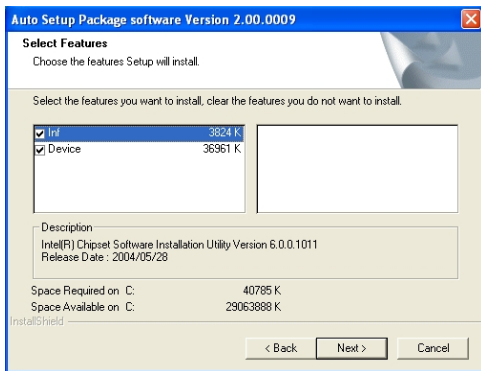 Auto Setup Package software Version 2.00.0009
Select Features
Choose the features Setup will install.
Select the features you want to install, clear the features you do not want to install.
Inf 3824 K
Device 36961 K
Description
Intel(R) Chipset Software Installation Utility Version 6.0.0.1011
Release Date : 2004/05/28
Space Required on C: 40785 K
Space Available on C: 29063888 K
InstallShield
< Back Next > Cancel